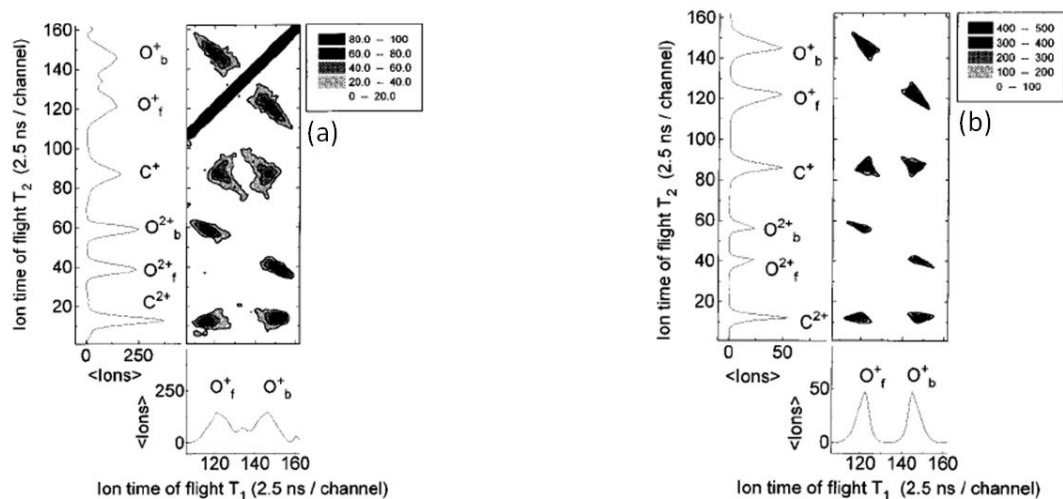 160
140
120
100
80
60
40
20
Ion time of flight T₂ (2.5 ns / channel)
O⁺b
O⁺f
C⁺
O²⁺b
O²⁺f
C²⁺
0 250
<Ions>
80.0 -- 100
60.0 -- 80.0
40.0 -- 60.0
20.0 -- 40.0
0 -- 20.0
(a)
250
0
<Ions>
O⁺f O⁺b
120 140 160
Ion time of flight T₁ (2.5 ns / channel)
160
140
120
100
80
60
40
20
Ion time of flight T₂ (2.5 ns / channel)
O⁺b
O⁺f
C⁺
O²⁺b
O²⁺f
C²⁺
0 50
<Ions>
400 -- 500
300 -- 400
200 -- 300
100 -- 200
0 -- 100
(b)
50
0
<Ions>
O⁺f O⁺b
120 140 160
Ion time of flight T₁ (2.5 ns / channel)